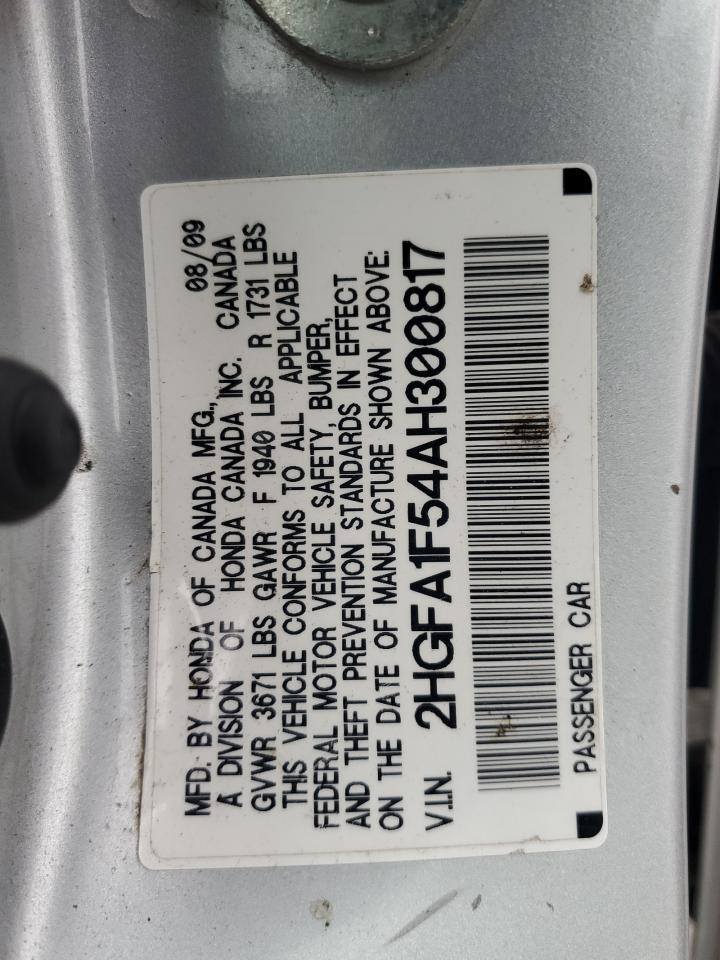 MFD. BY HONDA OF CANADA MFG., 08/09
A DIVISION OF HONDA CANADA INC. CANADA
GVWR 3671 LBS GAWR F 1940 LBS R 1731 LBS
THIS VEHICLE CONFORMS TO ALL APPLICABLE
FEDERAL MOTOR VEHICLE SAFETY, BUMPER,
AND THEFT PREVENTION STANDARDS IN EFFECT
ON THE DATE OF MANUFACTURE SHOWN ABOVE:
V.I.N. 2HGFA1F54AH300817
PASSENGER CAR